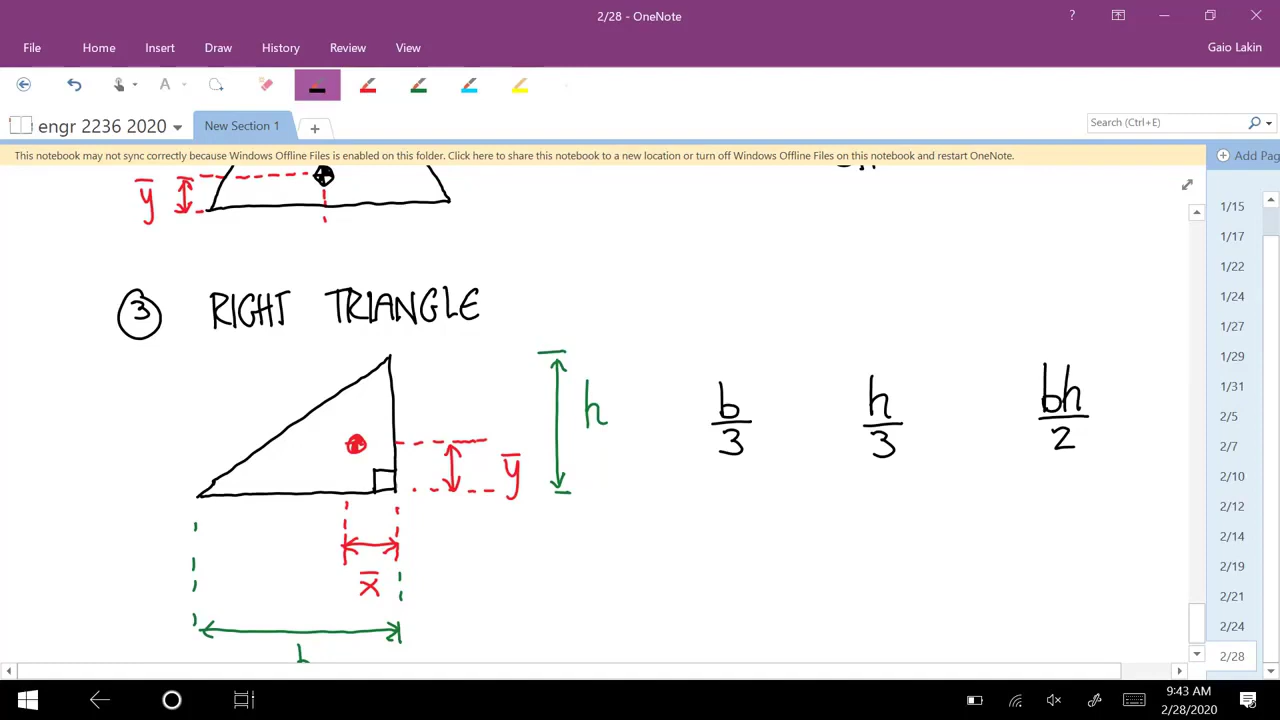 2/28 - OneNote
?
File Home Insert Draw History Review View
Gaio Lakin
A
engr 2236 2020
New Section 1
+
Search (Ctrl+E)
This notebook may not sync correctly because Windows Offline Files is enabled on this folder. Click here to share this notebook to a new location or turn off Windows Offline Files on this notebook and restart OneNote.
Add Pag
ȳ
③ RIGHT TRIANGLE
h
b/3 h/3 bh/2
ȳ
x̄
1/15
1/17
1/22
1/24
1/27
1/29
1/31
2/5
2/7
2/10
2/12
2/14
2/19
2/21
2/24
2/28
9:43 AM
2/28/2020